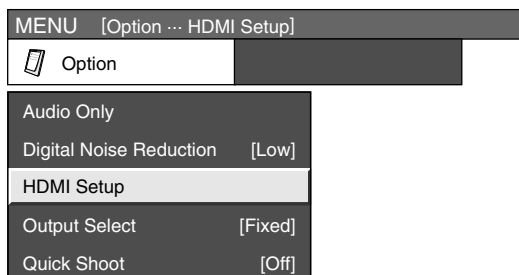 MENU [Option ··· HDMI Setup]
Option
Audio Only
Digital Noise Reduction [Low]
HDMI Setup
Output Select [Fixed]
Quick Shoot [Off]